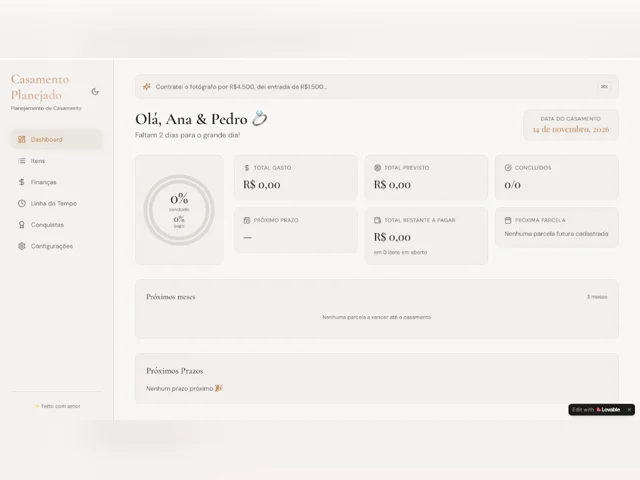 Casamento
Planejado
Planejamento de Casamento
Dashboard
Itens
Finanças
Linha do Tempo
Conquistas
Configurações
Feito com amor
Contratei o fotógrafo por R$4.500, dei entrada de R$1.500...
⌘K
Olá, Ana & Pedro
Faltam 2 dias para o grande dia!
DATA DO CASAMENTO
14 de novembro, 2026
0%
concluído
0%
pago
TOTAL GASTO
R$ 0,00
TOTAL PREVISTO
R$ 0,00
CONCLUÍDOS
0/0
PRÓXIMO PRAZO
—
TOTAL RESTANTE A PAGAR
R$ 0,00
em 0 itens em aberto
PRÓXIMA PARCELA
Nenhuma parcela futura cadastrada
Próximos meses
3 meses
Nenhuma parcela a vencer até o casamento
Próximos Prazos
Nenhum prazo próximo 🎉
Edit with Lovable ×